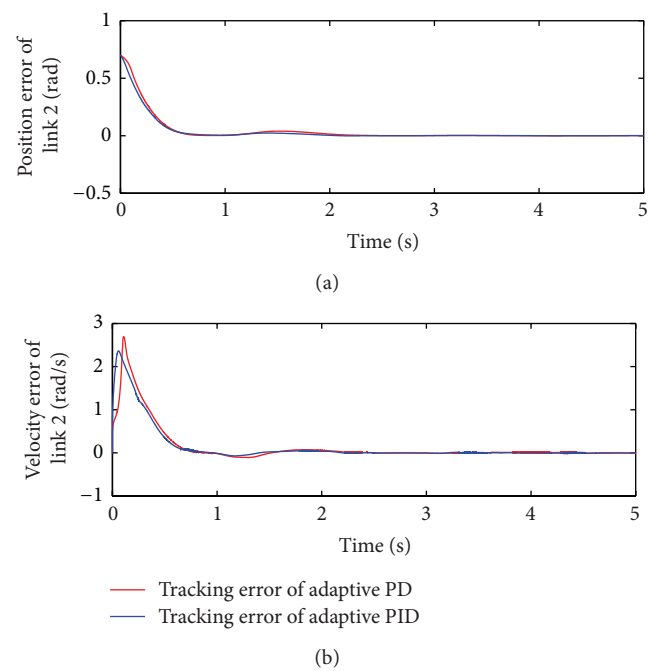 1
0.5
0
−0.5
Position error of
link 2 (rad)
0 1 2 3 4 5
Time (s)
(a)
3
2
1
0
−1
Velocity error of
link 2 (rad/s)
0 1 2 3 4 5
Time (s)
Tracking error of adaptive PD
Tracking error of adaptive PID
(b)